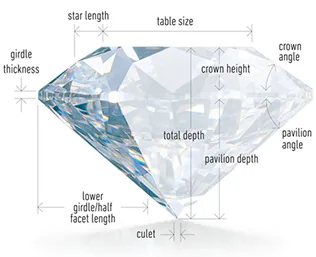 star length
table size
girdle
thickness
crown
angle
crown height
total depth
pavilion
angle
pavilion depth
lower
girdle/half
facet length
culet